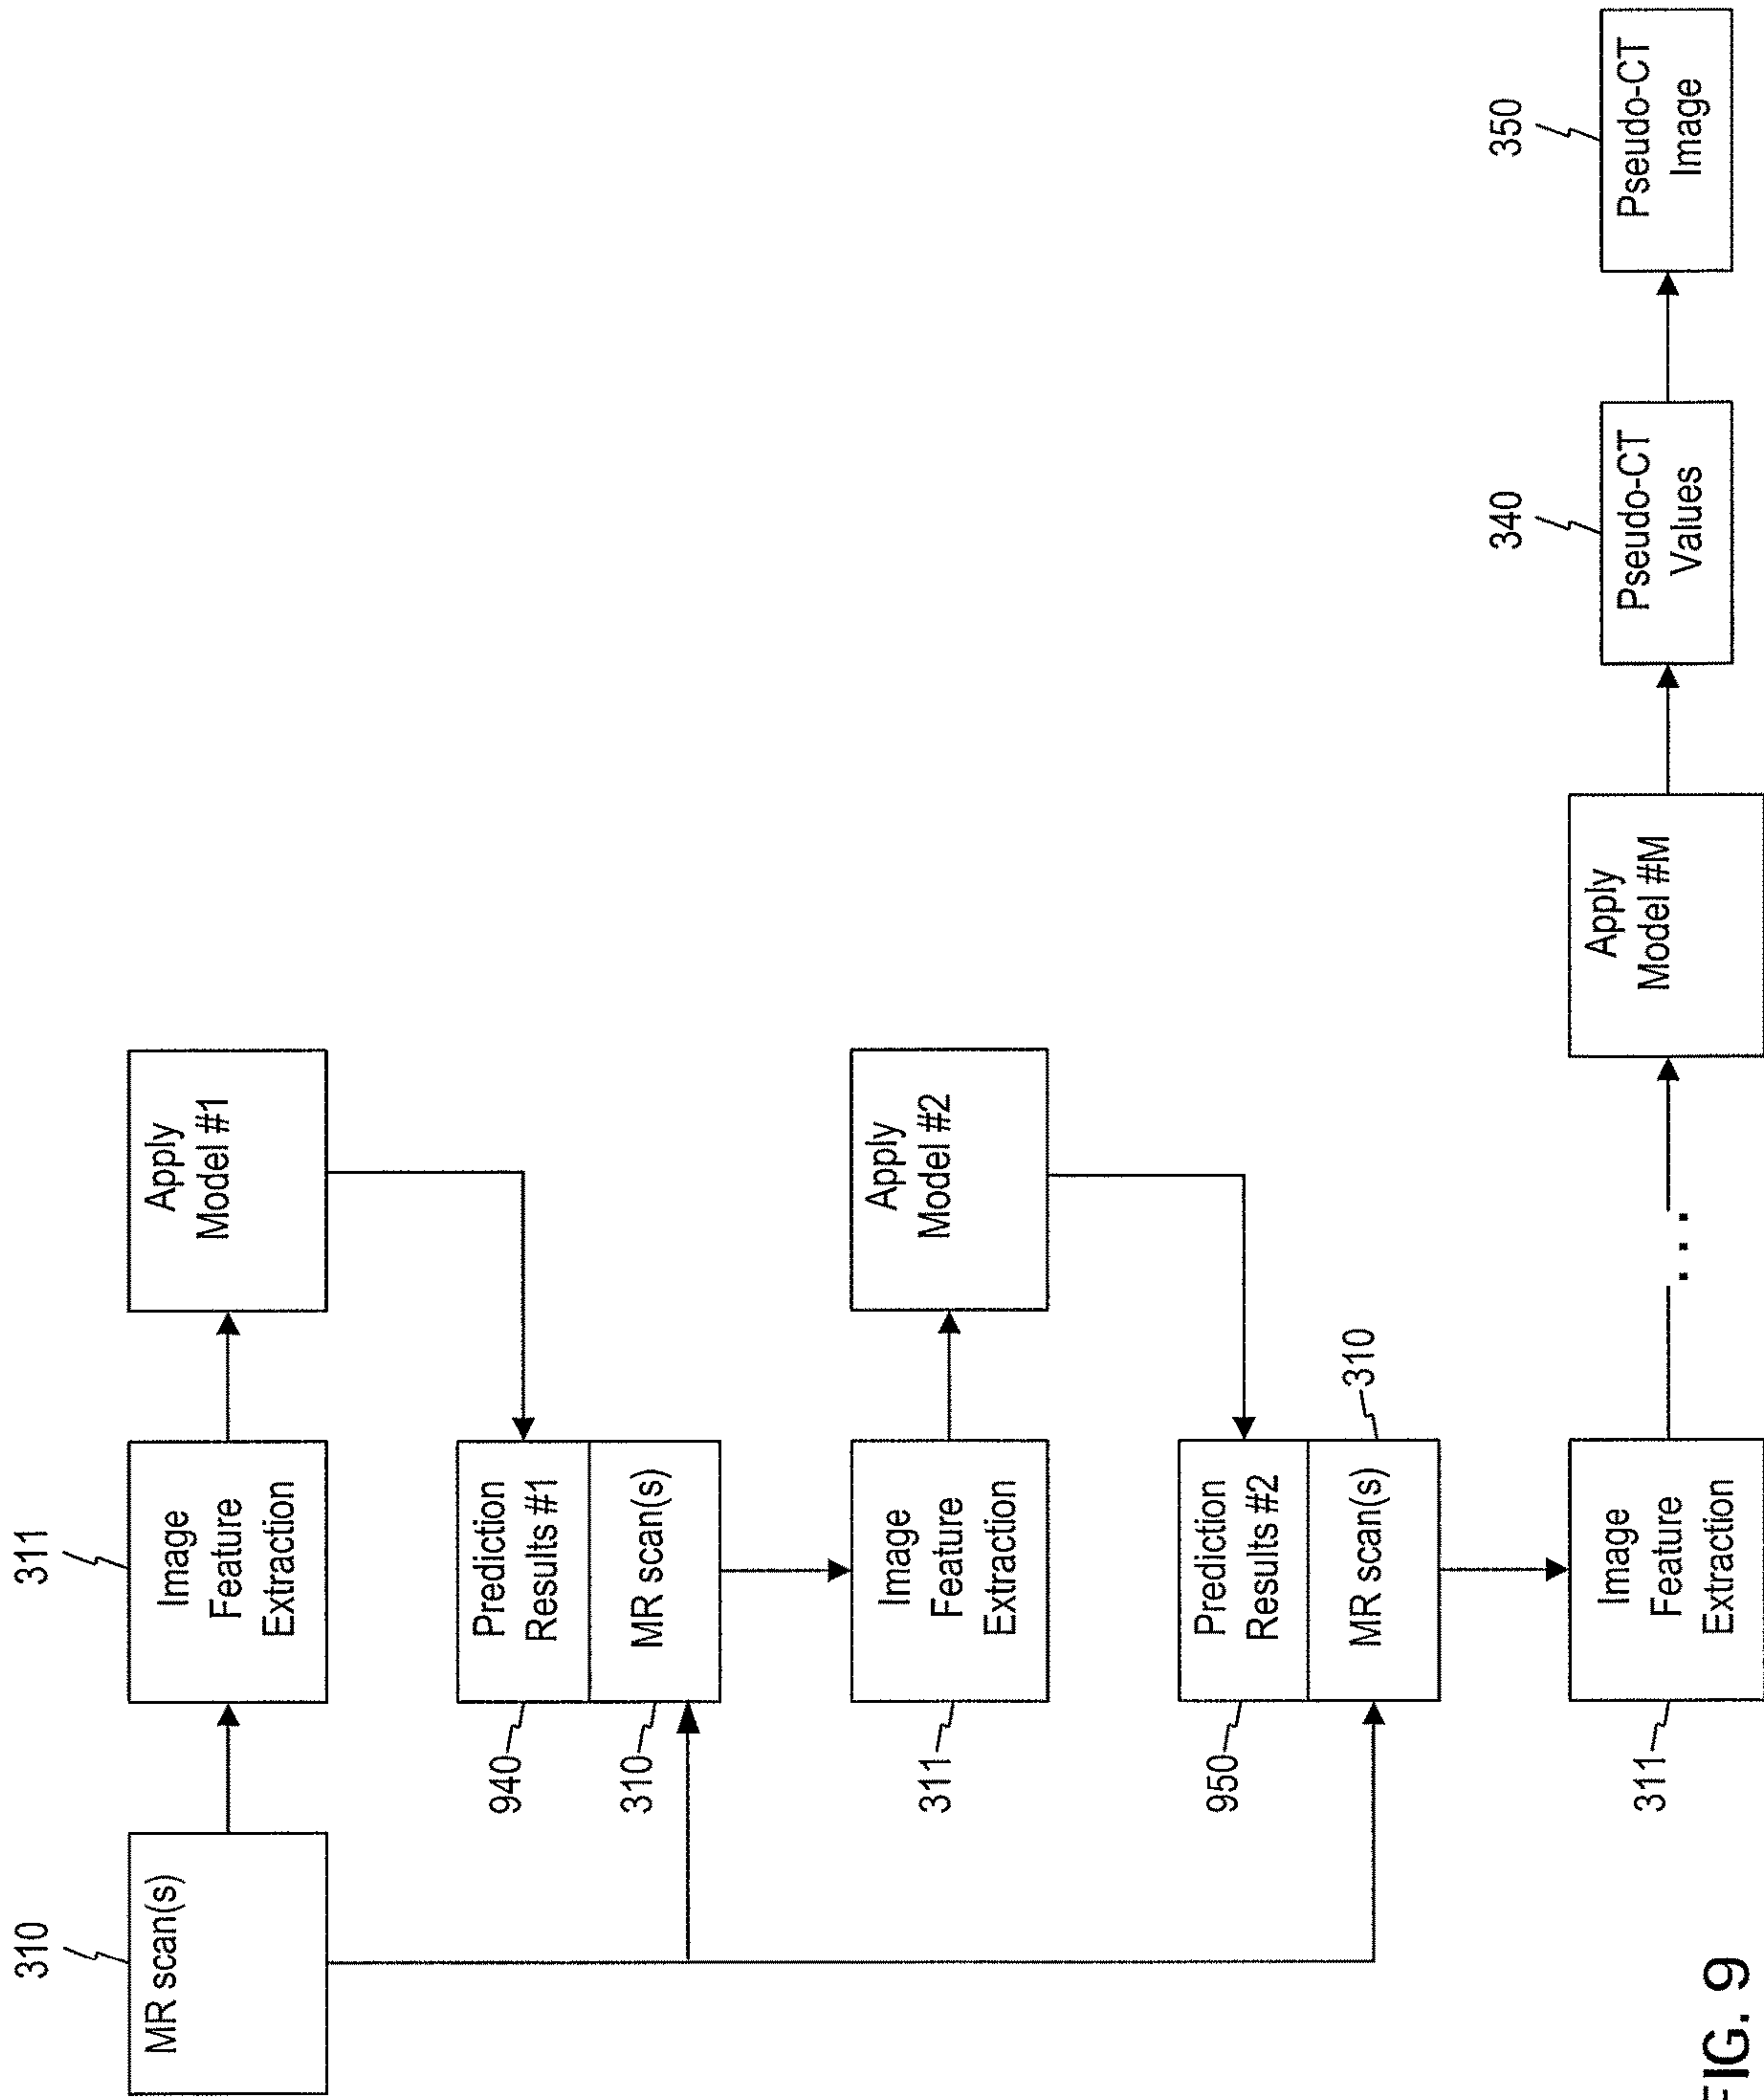 310
MR scan(s)
311
Image
Feature
Extraction
Apply
Model #1
940
Prediction
Results #1
310
MR scan(s)
311
Image
Feature
Extraction
Apply
Model #2
950
Prediction
Results #2
310
MR scan(s)
311
Image
Feature
Extraction
. . .
Apply
Model #M
340
Pseudo-CT
Values
350
Pseudo-CT
Image
FIG. 9